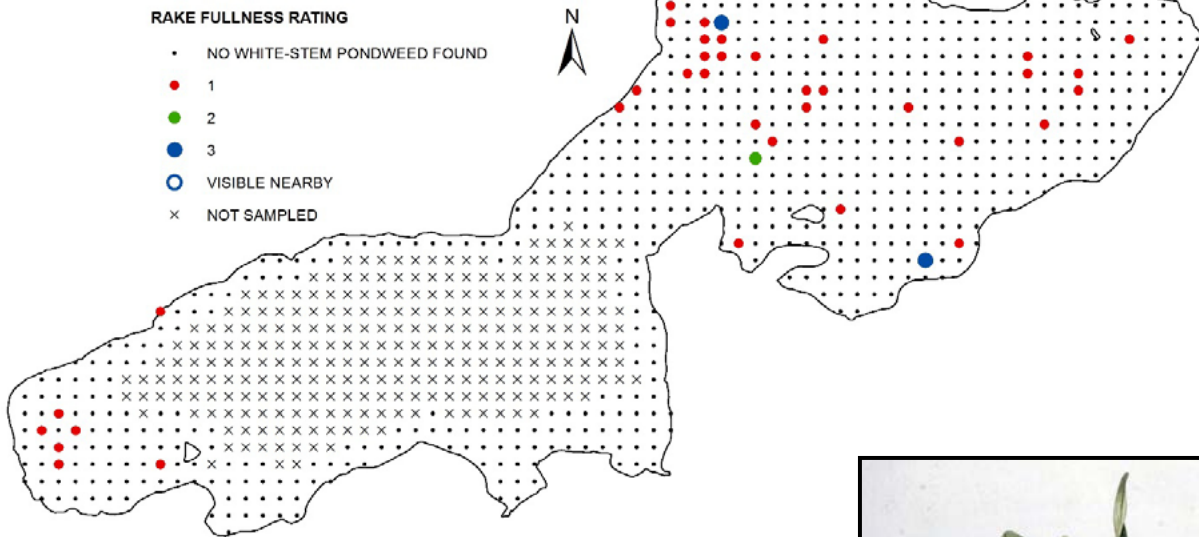 RAKE FULLNESS RATING
NO WHITE-STEM PONDWEED FOUND
1
2
3
VISIBLE NEARBY
NOT SAMPLED
N